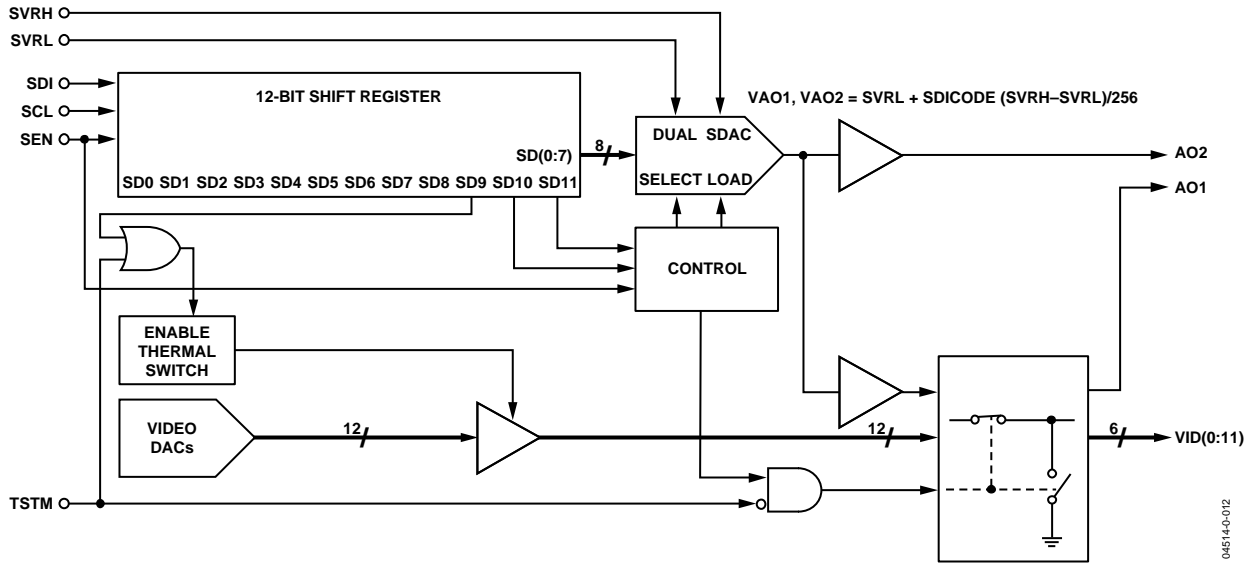 SVRH
SVRL
SDI
SCL
SEN
12-BIT SHIFT REGISTER
SD(0:7)
SD0 SD1 SD2 SD3 SD4 SD5 SD6 SD7 SD8 SD9 SD10 SD11
8
DUAL SDAC
SELECT LOAD
VAO1, VAO2 = SVRL + SDICODE (SVRH–SVRL)/256
AO2
AO1
CONTROL
ENABLE
THERMAL
SWITCH
VIDEO
DACs
12
12
6
VID(0:11)
TSTM
04514-0-012